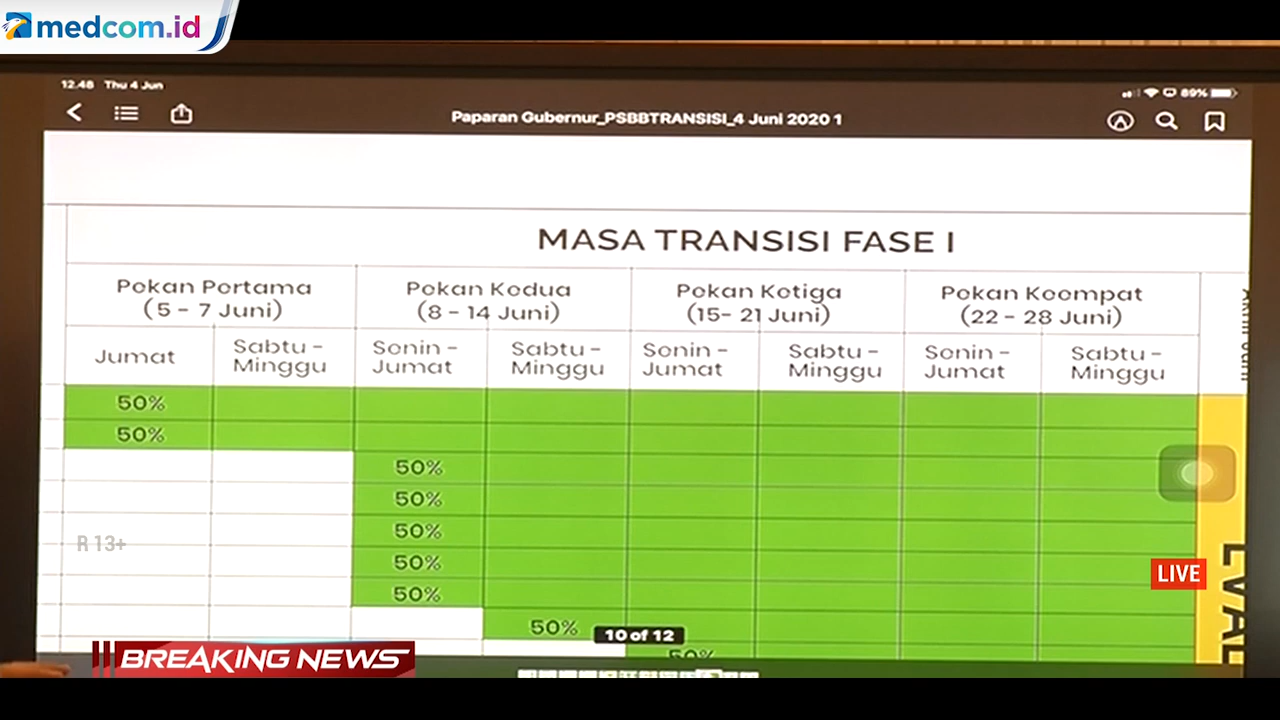 medcom.id
12.48 Thu 4 Jun
89%
Paparan Gubernur_PSBBTRANSISI_4 Juni 2020 1
MASA TRANSISI FASE I
Pekan Pertama
(5 - 7 Juni)
Pekan Kedua
(8 - 14 Juni)
Pekan Ketiga
(15- 21 Juni)
Pekan Keempat
(22 - 28 Juni)
Jumat
Sabtu -
Minggu
Senin -
Jumat
Sabtu -
Minggu
Senin -
Jumat
Sabtu -
Minggu
Senin -
Jumat
Sabtu -
Minggu
50%
50%
50%
50%
50%
50%
50%
50%
50%
R 13+
LIVE
10 of 12
BREAKING NEWS